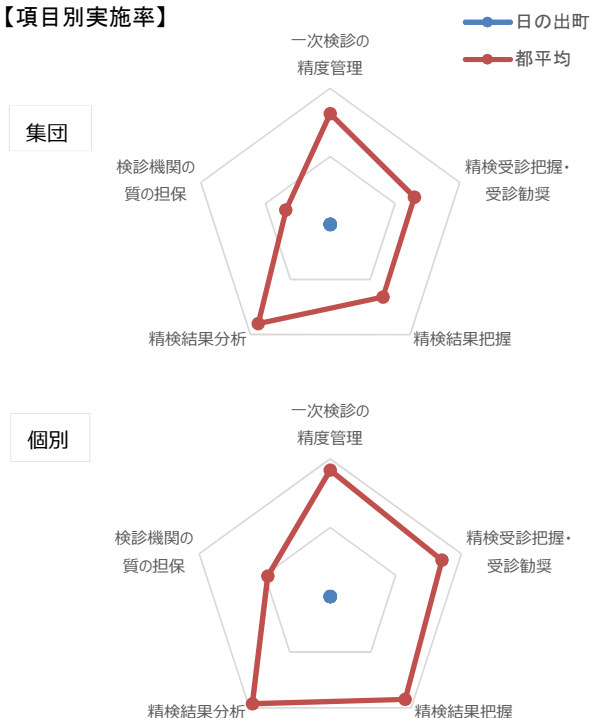 【項目別実施率】
日の出町
都平均
集団
一次検診の
精度管理
精検受診把握・
受診勧奨
精検結果把握
精検結果分析
検診機関の
質の担保
個別
一次検診の
精度管理
精検受診把握・
受診勧奨
精検結果把握
精検結果分析
検診機関の
質の担保